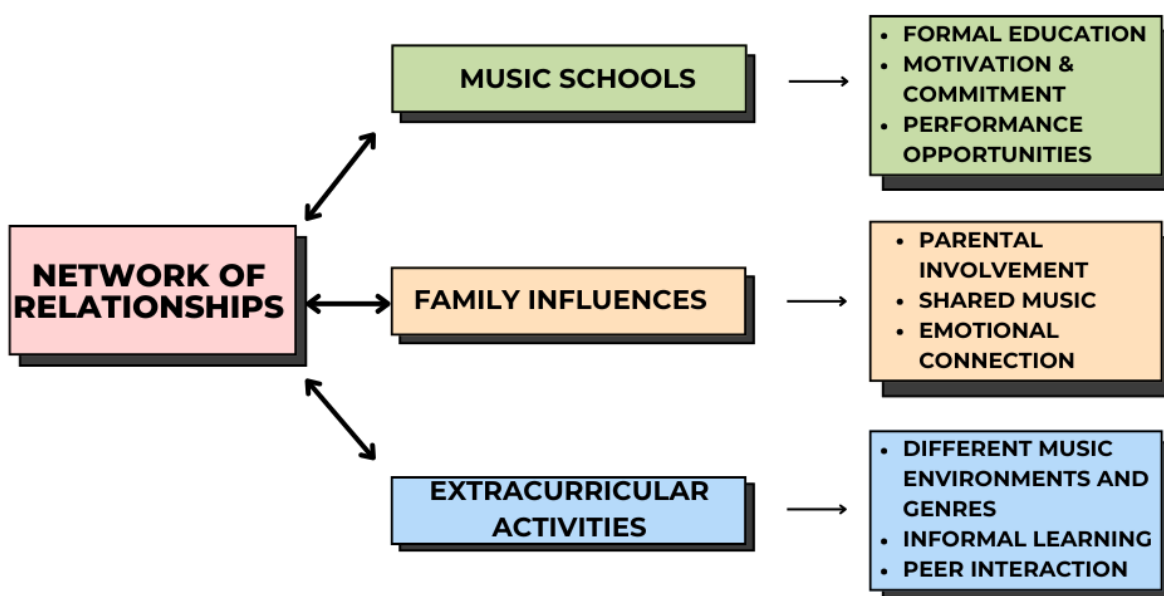 NETWORK OF
RELATIONSHIPS
MUSIC SCHOOLS
• FORMAL EDUCATION
• MOTIVATION &
COMMITMENT
• PERFORMANCE
OPPORTUNITIES
FAMILY INFLUENCES
• PARENTAL
INVOLVEMENT
• SHARED MUSIC
• EMOTIONAL
CONNECTION
EXTRACURRICULAR
ACTIVITIES
• DIFFERENT MUSIC
ENVIRONMENTS AND
GENRES
• INFORMAL LEARNING
• PEER INTERACTION